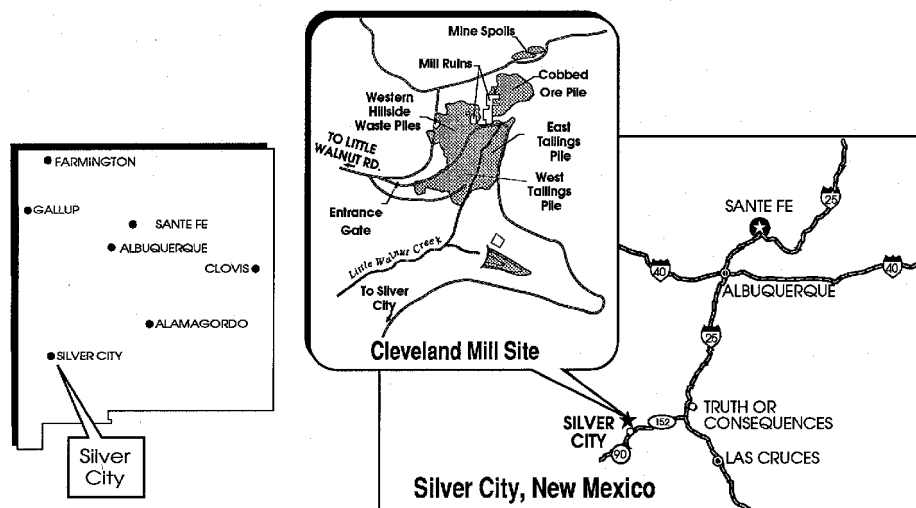 FARMINGTON
GALLUP
SANTE FE
ALBUQUERQUE
CLOVIS
ALAMAGORDO
SILVER CITY
Silver
City
Mine Spoils
Mill Ruins
Cobbed
Ore Pile
Western
Hillside
Waste Piles
TO LITTLE
WALNUT RD.
East
Tailings
Pile
West
Tailings
Pile
Entrance
Gate
Little Walnut Creek
To Silver
City
Cleveland Mill Site
SANTE FE
25
40
40
ALBUQUERQUE
25
TRUTH OR
CONSEQUENCES
SILVER
CITY
152
90
LAS CRUCES
Silver City, New Mexico